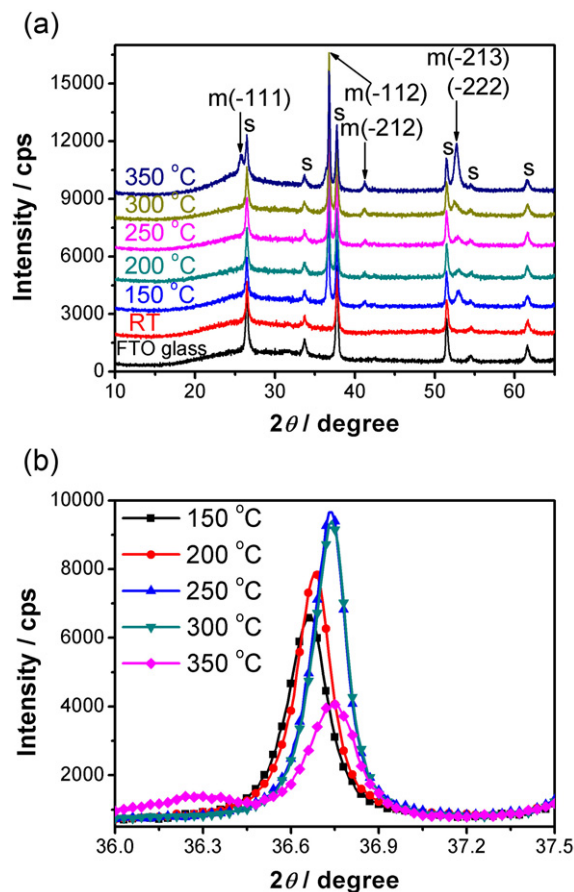 (a)
m(-213)
(-222)
m(-111)
m(-112)
s
s
m(-212)
s
s
s
s
350 °C
300 °C
250 °C
200 °C
150 °C
RT
FTO glass
15000
12000
9000
6000
3000
0
Intensity / cps
10 20 30 40 50 60
2θ / degree
(b)
150 °C
200 °C
250 °C
300 °C
350 °C
10000
8000
6000
4000
2000
Intensity / cps
36.0 36.3 36.6 36.9 37.2 37.5
2θ / degree